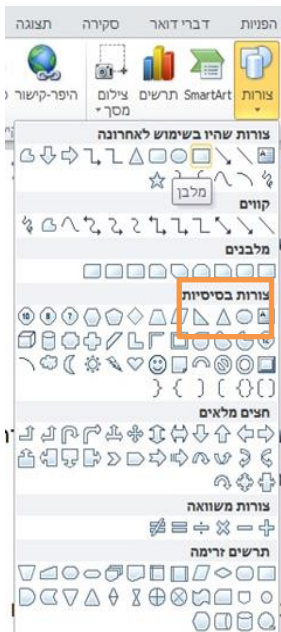 הפניות דברי דואר סקירה תצוגה
צורות SmartArt תרשים צילום מסך היפר-קישור
צורות שהיו בשימוש לאחרונה
מלבן
קווים
מלבנים
צורות בסיסיות
חצים מלאים
צורות משוואה
תרשים זרימה